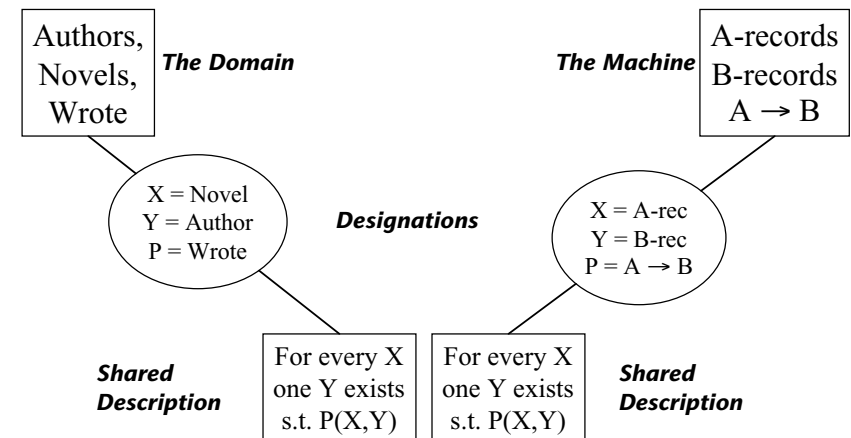 Authors,
Novels,
Wrote
The Domain
The Machine
A-records
B-records
A → B
X = Novel
Y = Author
P = Wrote
Designations
X = A-rec
Y = B-rec
P = A → B
Shared
Description
For every X
one Y exists
s.t. P(X,Y)
For every X
one Y exists
s.t. P(X,Y)
Shared
Description